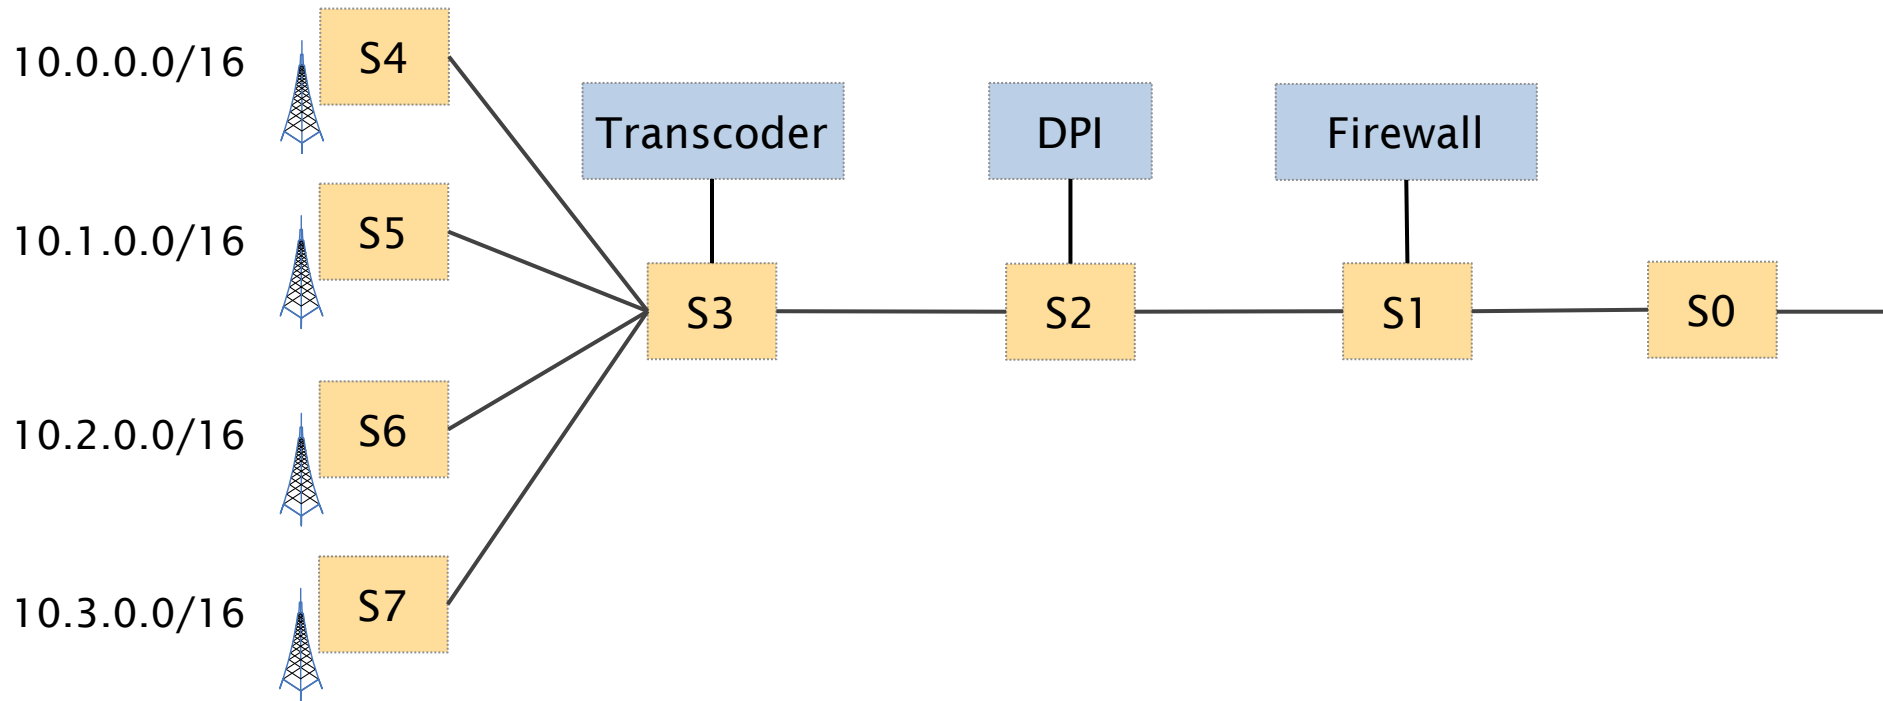 10.0.0.0/16
S4
Transcoder
DPI
Firewall
10.1.0.0/16
S5
S3
S2
S1
S0
10.2.0.0/16
S6
10.3.0.0/16
S7